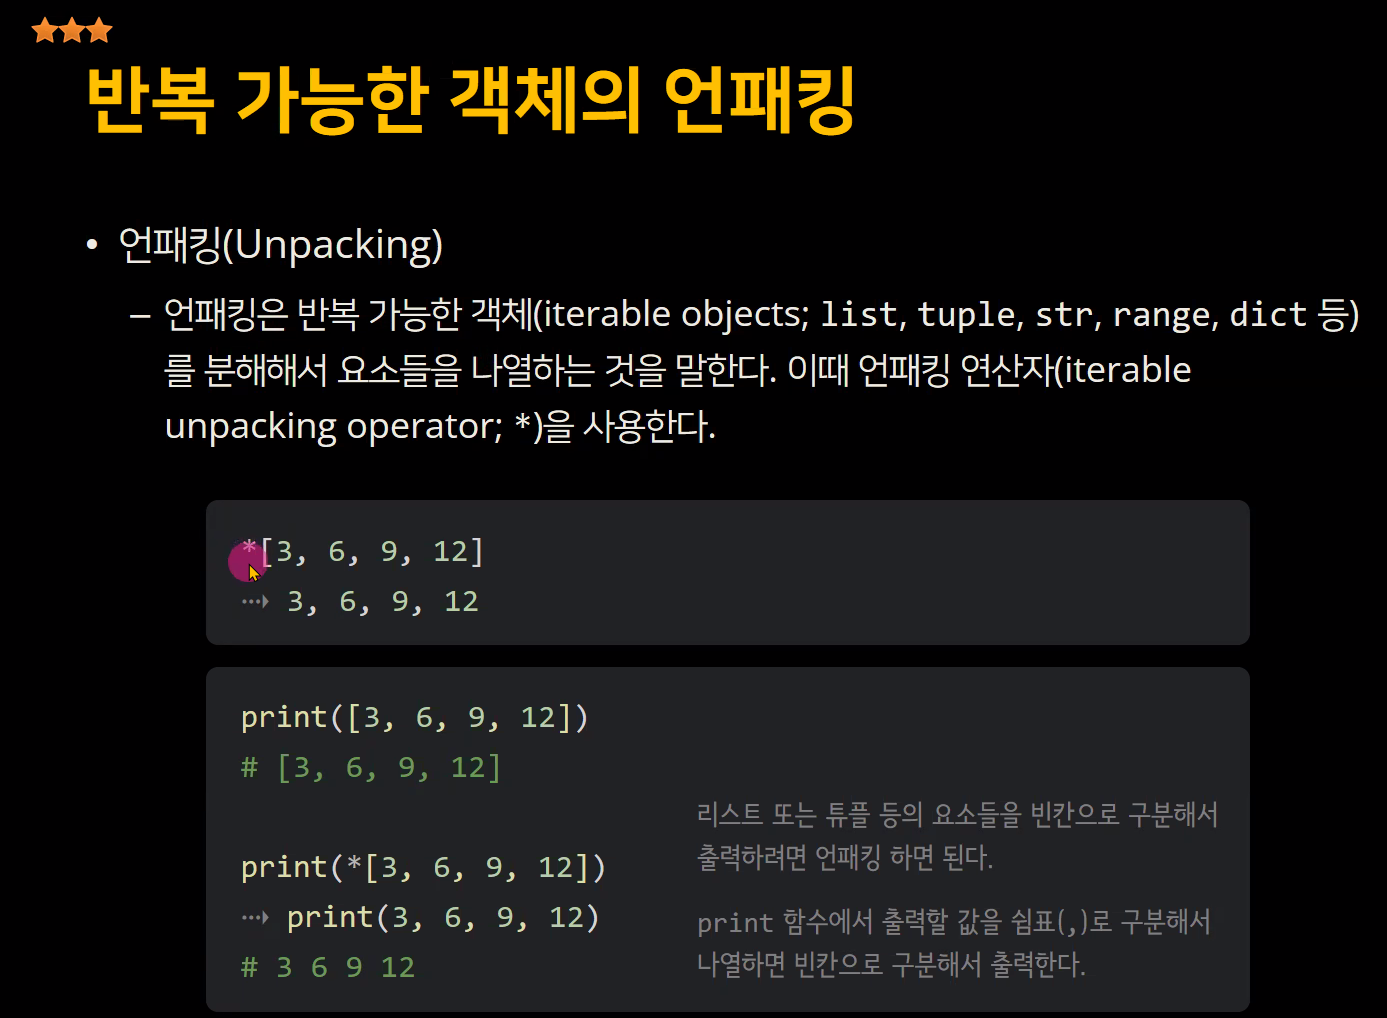 반복 가능한 객체의 언패킹
• 언패킹(Unpacking)
– 언패킹은 반복 가능한 객체(iterable objects; list, tuple, str, range, dict 등)
를 분해해서 요소들을 나열하는 것을 말한다. 이때 언패킹 연산자(iterable
unpacking operator; *)을 사용한다.
*[3, 6, 9, 12]
⇢ 3, 6, 9, 12
print([3, 6, 9, 12])
# [3, 6, 9, 12]
print(*[3, 6, 9, 12])
⇢ print(3, 6, 9, 12)
# 3 6 9 12
리스트 또는 튜플 등의 요소들을 빈칸으로 구분해서
출력하려면 언패킹 하면 된다.
print 함수에서 출력할 값을 쉼표(,)로 구분해서
나열하면 빈칸으로 구분해서 출력한다.